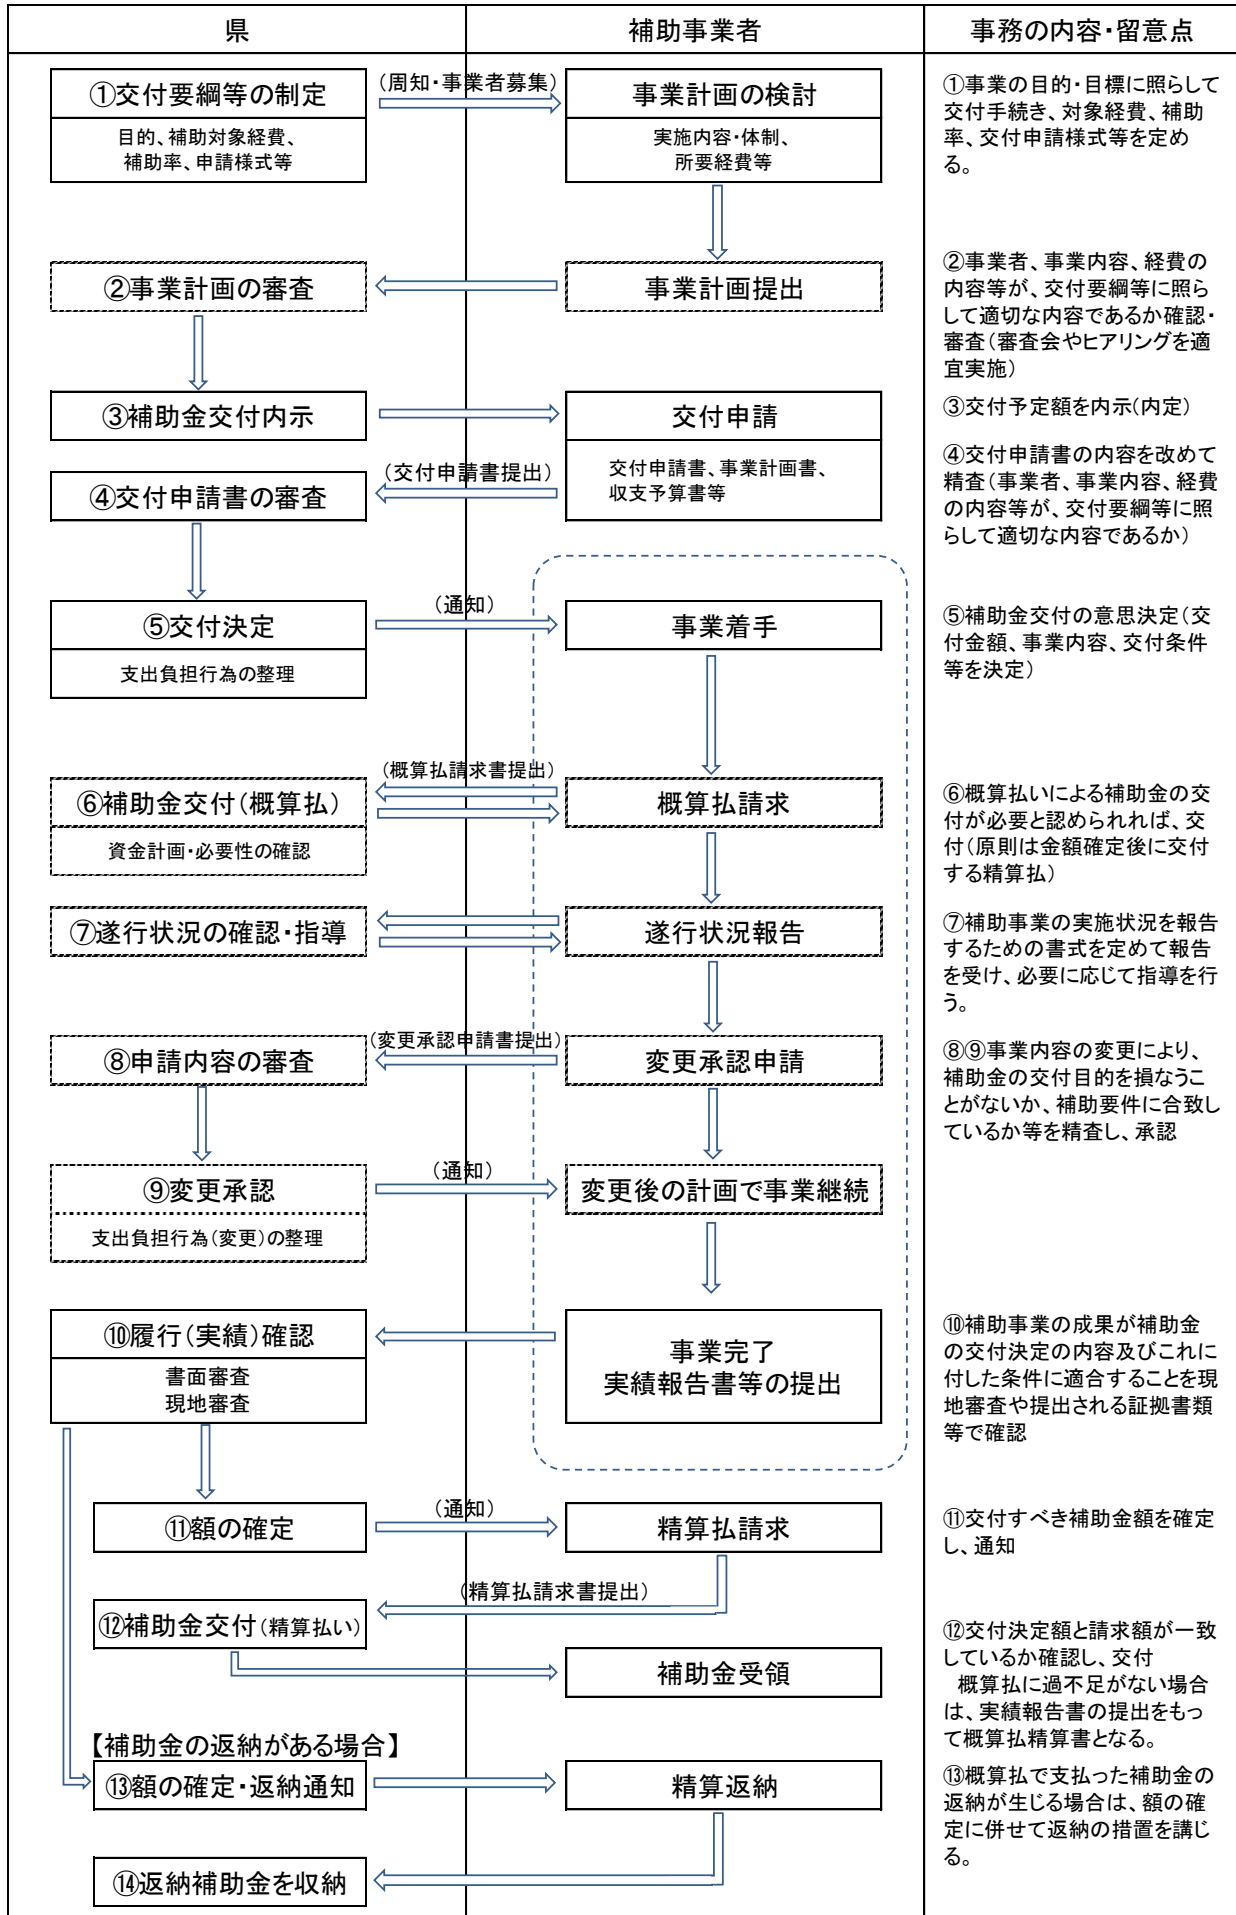 県
補助事業者
事務の内容・留意点
①交付要綱等の制定
目的、補助対象経費、
補助率、申請様式等
(周知・事業者募集)
事業計画の検討
実施内容・体制、
所要経費等
①事業の目的・目標に照らして
交付手続き、対象経費、補助
率、交付申請様式等を定め
る。
②事業計画の審査
事業計画提出
②事業者、事業内容、経費の
内容等が、交付要綱等に照ら
して適切な内容であるか確認・
審査(審査会やヒアリングを適
宜実施)
③補助金交付内示
交付申請
交付申請書、事業計画書、
収支予算書等
③交付予定額を内示(内定)
(交付申請書提出)
④交付申請書の審査
④交付申請書の内容を改めて
精査(事業者、事業内容、経費
の内容等が、交付要綱等に照
らして適切な内容であるか)
⑤交付決定
支出負担行為の整理
(通知)
事業着手
⑤補助金交付の意思決定(交
付金額、事業内容、交付条件
等を決定)
(概算払請求書提出)
⑥補助金交付(概算払)
資金計画・必要性の確認
概算払請求
⑥概算払いによる補助金の交
付が必要と認められれば、交
付(原則は金額確定後に交付
する精算払)
⑦遂行状況の確認・指導
遂行状況報告
⑦補助事業の実施状況を報告
するための書式を定めて報告
を受け、必要に応じて指導を行
う。
(変更承認申請書提出)
⑧申請内容の審査
変更承認申請
⑧⑨事業内容の変更により、
補助金の交付目的を損なうこ
とがないか、補助要件に合致し
ているか等を精査し、承認
⑨変更承認
支出負担行為(変更)の整理
(通知)
変更後の計画で事業継続
⑩履行(実績)確認
書面審査
現地審査
事業完了
実績報告書等の提出
⑩補助事業の成果が補助金
の交付決定の内容及びこれに
付した条件に適合することを現
地審査や提出される証拠書類
等で確認
⑪額の確定
(通知)
精算払請求
⑪交付すべき補助金額を確定
し、通知
(精算払請求書提出)
⑫補助金交付(精算払い)
補助金受領
⑫交付決定額と請求額が一致
しているか確認し、交付
概算払に過不足がない場合
は、実績報告書の提出をもっ
て概算払精算書となる。
【補助金の返納がある場合】
⑬額の確定・返納通知
精算返納
⑬概算払で支払った補助金の
返納が生じる場合は、額の確
定に併せて返納の措置を講じ
る。
⑭返納補助金を収納